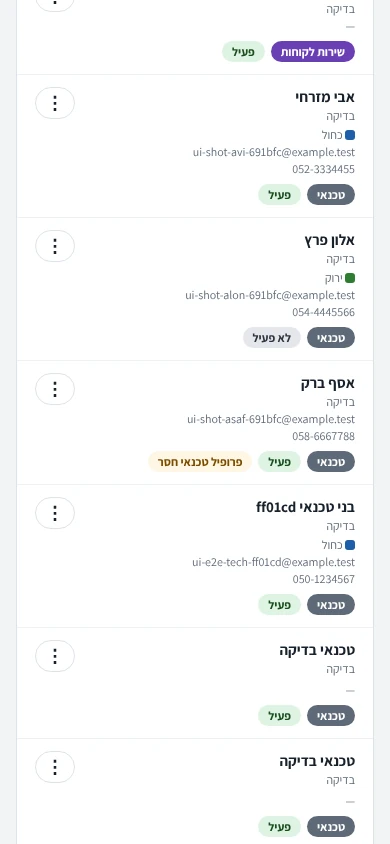 בדיקה
—
שירות לקוחות פעיל
אבי מזרחי
בדיקה
כחול
ui-shot-avi-691bfc@example.test
052-3334455
טכנאי פעיל
אלון פרץ
בדיקה
ירוק
ui-shot-alon-691bfc@example.test
054-4445566
טכנאי לא פעיל
אסף ברק
בדיקה
ui-shot-asaf-691bfc@example.test
058-6667788
טכנאי פעיל פרופיל טכנאי חסר
בני טכנאי ff01cd
בדיקה
כחול
ui-e2e-tech-ff01cd@example.test
050-1234567
טכנאי פעיל
טכנאי בדיקה
בדיקה
—
טכנאי פעיל
טכנאי בדיקה
בדיקה
—
טכנאי פעיל